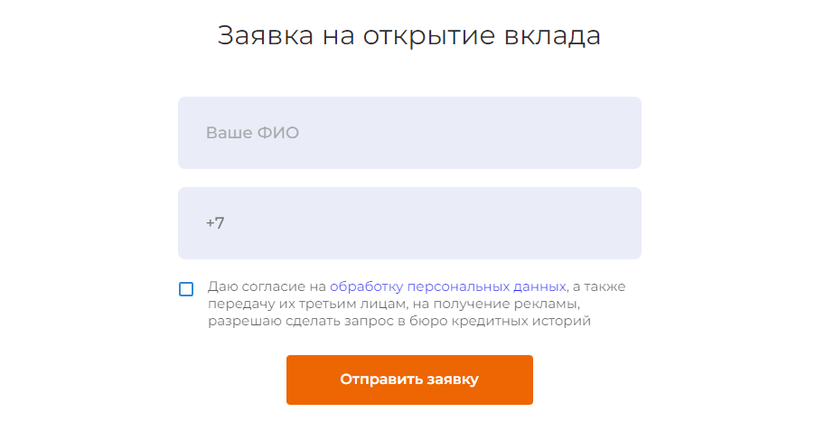 Заявка на открытие вклада
Ваше ФИО
+7
Даю согласие на обработку персональных данных, а также
передачу их третьим лицам, на получение рекламы,
разрешаю сделать запрос в бюро кредитных историй
Отправить заявку